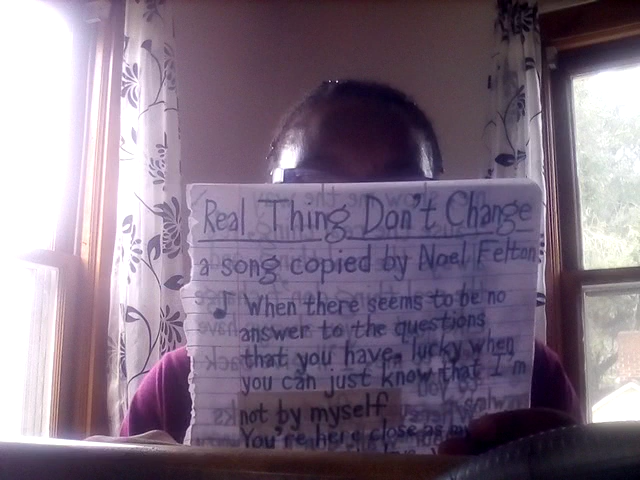 Real Thing Don't Change
a song copied by Noel Felton
♪ When there seems to be no
answer to the questions
that you have, lucky when
you can just know that I'm
not by myself
You're here close as my